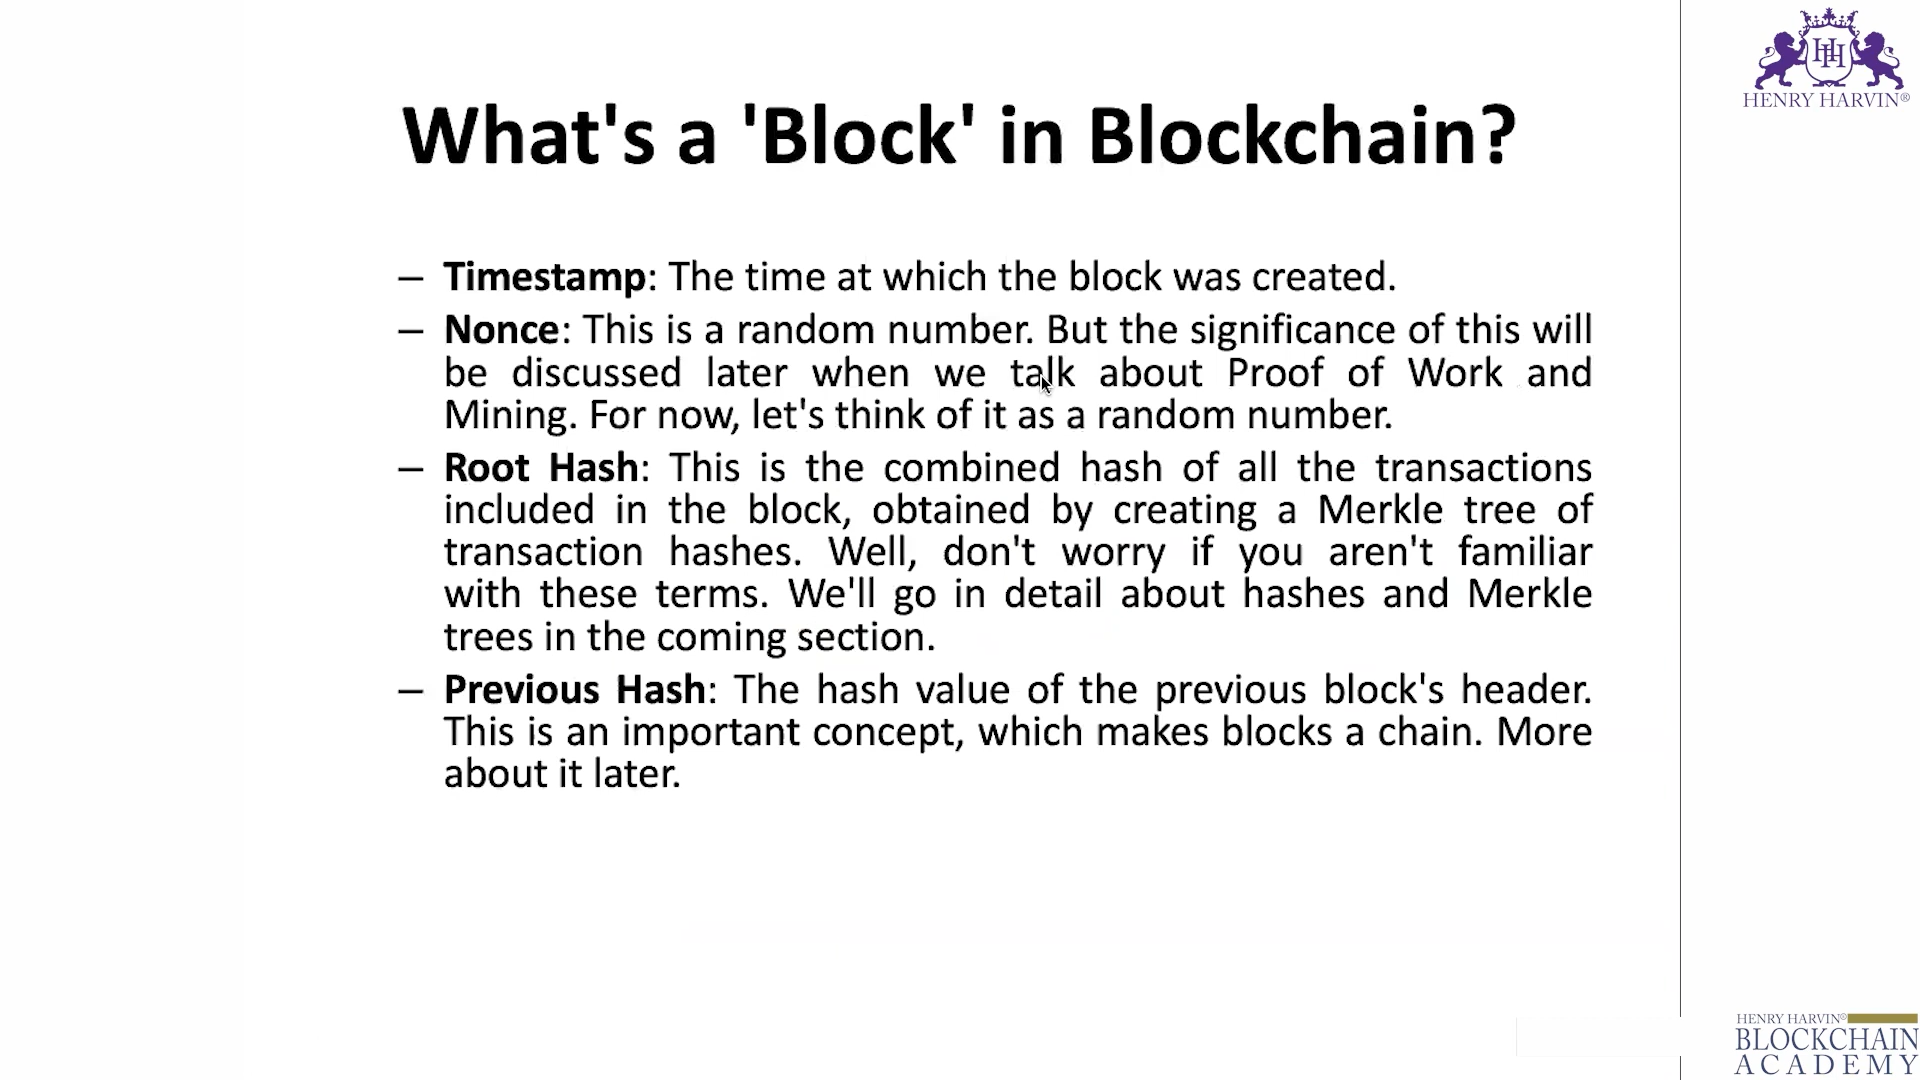 HENRY HARVIN®
What's a 'Block' in Blockchain?
– Timestamp: The time at which the block was created.
– Nonce: This is a random number. But the significance of this will
be discussed later when we talk about Proof of Work and
Mining. For now, let's think of it as a random number.
– Root Hash: This is the combined hash of all the transactions
included in the block, obtained by creating a Merkle tree of
transaction hashes. Well, don't worry if you aren't familiar
with these terms. We'll go in detail about hashes and Merkle
trees in the coming section.
– Previous Hash: The hash value of the previous block's header.
This is an important concept, which makes blocks a chain. More
about it later.
HENRY HARVIN®
BLOCKCHAIN
ACADEMY